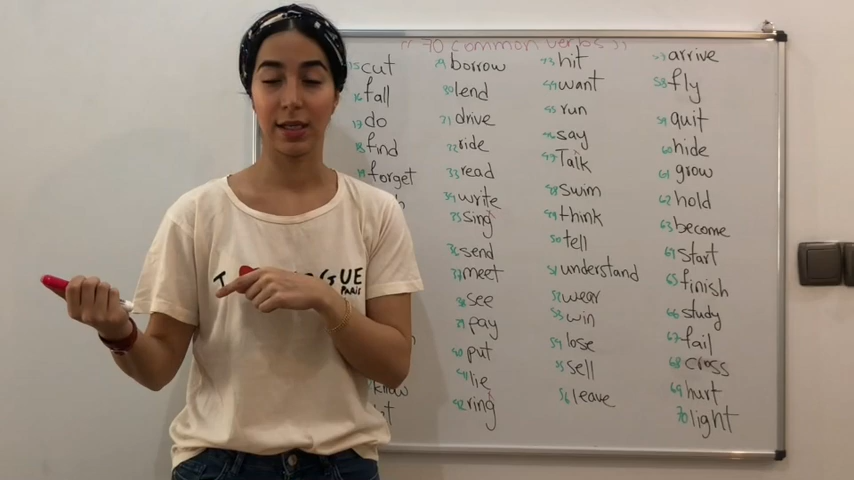 (( 70 common verbs ))
15 cut
16 fall
17 do
18 find
19 forget
know
29 borrow
30 lend
31 drive
32 ride
33 read
34 write
35 sing
36 send
37 meet
38 see
39 pay
40 put
41 lie
42 ring
43 hit
44 want
45 run
46 say
47 Talk
48 swim
49 think
50 tell
51 understand
52 wear
53 win
54 lose
55 sell
56 leave
57 arrive
58 fly
59 quit
60 hide
61 grow
62 hold
63 become
64 start
65 finish
66 study
67 fail
68 cross
69 hurt
70 light
I
GUE
PARIS